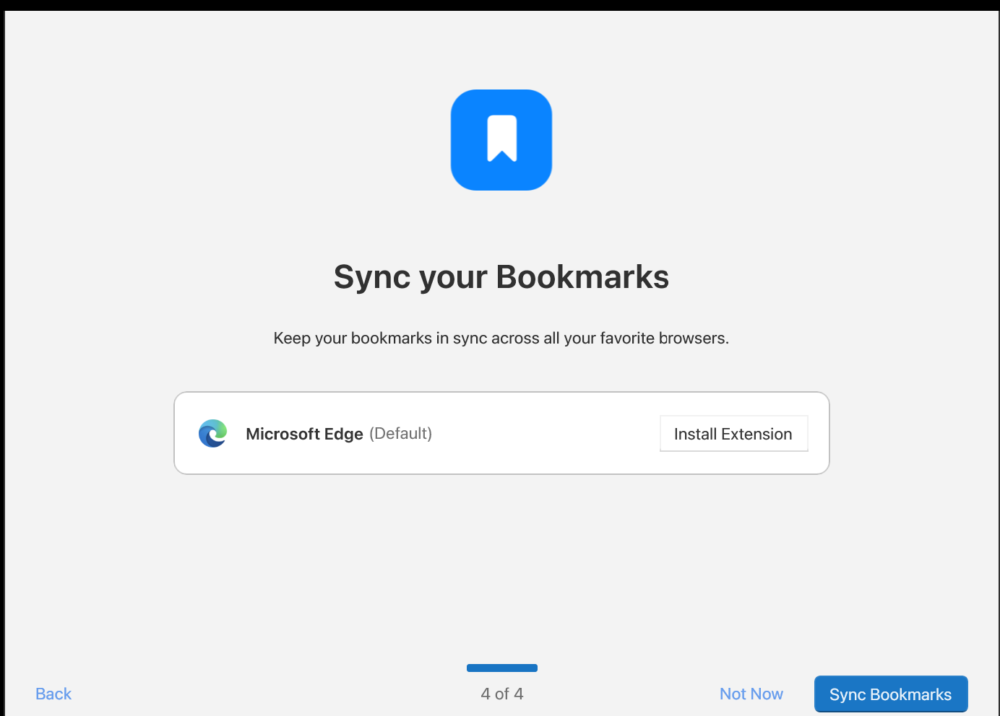 Sync your Bookmarks
Keep your bookmarks in sync across all your favorite browsers.
Microsoft Edge (Default)
Install Extension
Back
4 of 4
Not Now
Sync Bookmarks